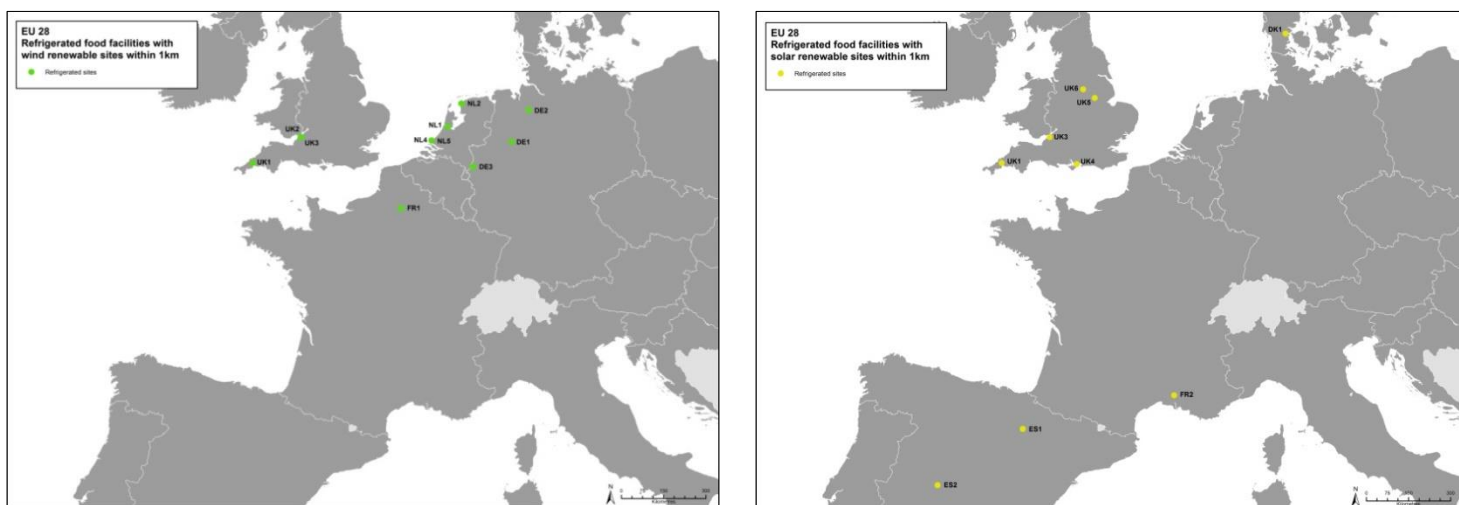 EU 28
Refrigerated food facilities with
wind renewable sites within 1km
Refrigerated sites
NL2
DE2
NL1
UK2
NL4
NL5
UK3
DE1
UK1
DE3
FR1
N
Kilometres
EU 28
Refrigerated food facilities with
solar renewable sites within 1km
Refrigerated sites
DK1
UK6
UK5
UK3
UK1
UK4
FR2
ES1
ES2
N
Kilometres